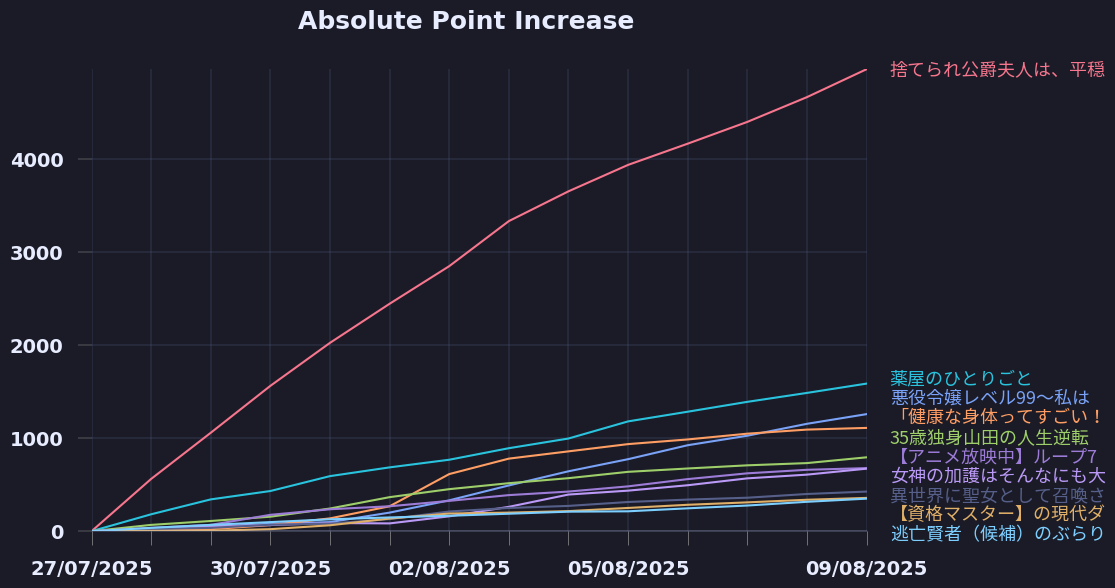 Absolute Point Increase
捨てられ公爵夫人は、平穏
4000
3000
2000
薬屋のひとりごと
悪役令嬢レベル99～私は
「健康な身体ってすごい！
1000
35歳独身山田の人生逆転
【アニメ放映中】ループ7
女神の加護はそんなにも大
異世界に聖女として召喚さ
【資格マスター】の現代ダ
0
逃亡賢者（候補）のぶらり
27/07/2025 30/07/2025 02/08/2025 05/08/2025 09/08/2025